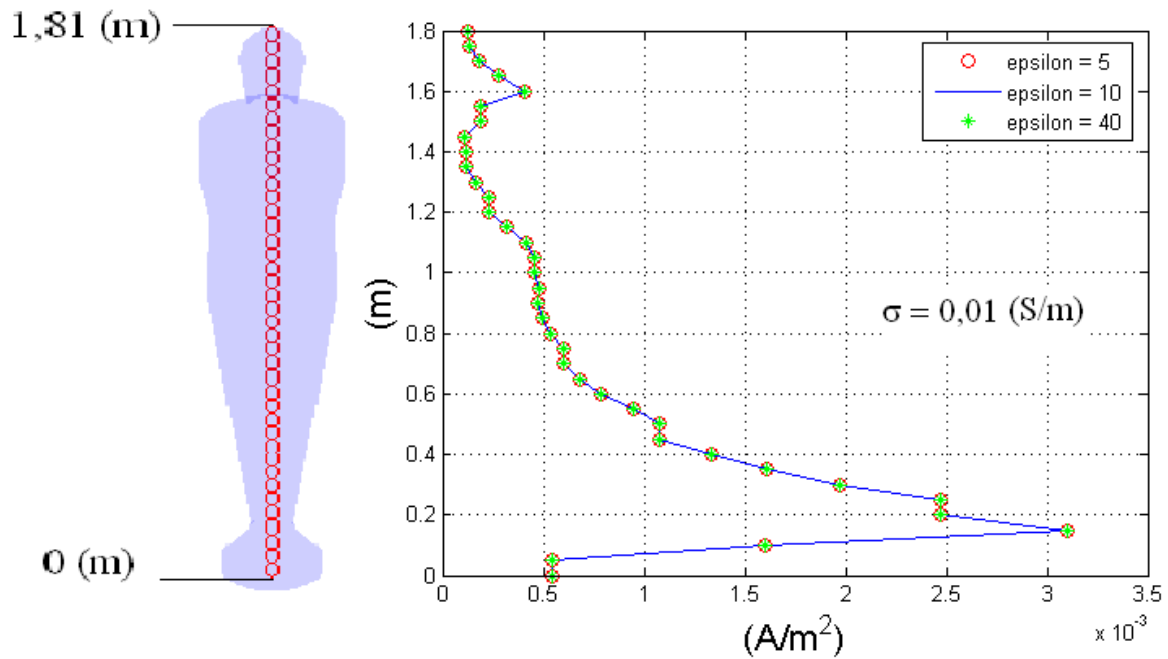 1,81 (m)
0 (m)
1.8
1.6
1.4
1.2
1
0.8
0.6
0.4
0.2
0
(m)
0
0.5
1
1.5
2
2.5
3
3.5
x 10⁻³
(A/m²)
epsilon = 5
epsilon = 10
epsilon = 40
σ = 0,01 (S/m)